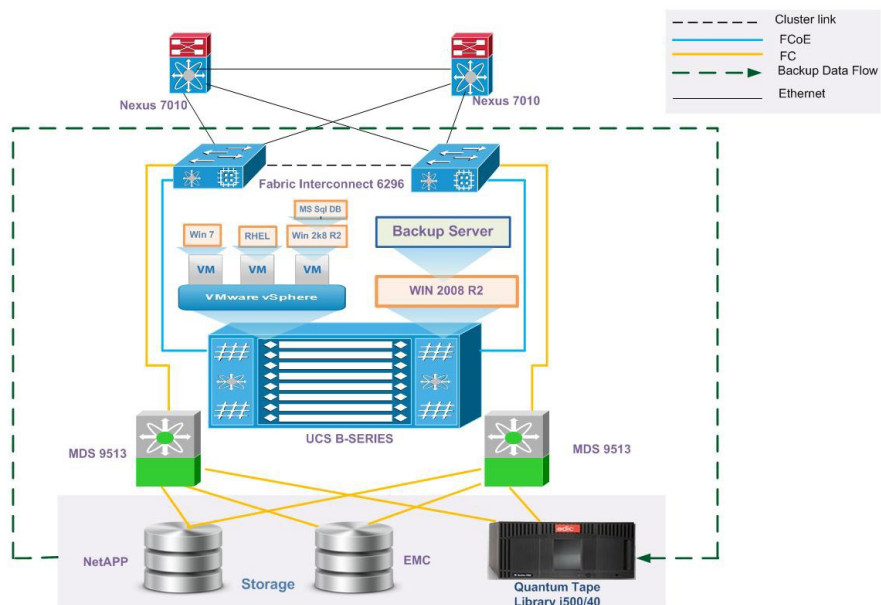 Cluster link
FCoE
FC
Backup Data Flow
Ethernet
Nexus 7010
Nexus 7010
Fabric Interconnect 6296
MS Sql DB
Win 7
RHEL
Win 2k8 R2
Backup Server
VM
VM
VM
WIN 2008 R2
VMware vSphere
UCS B-SERIES
MDS 9513
MDS 9513
NetAPP
EMC
Storage
Quantum Tape
Library i500/40